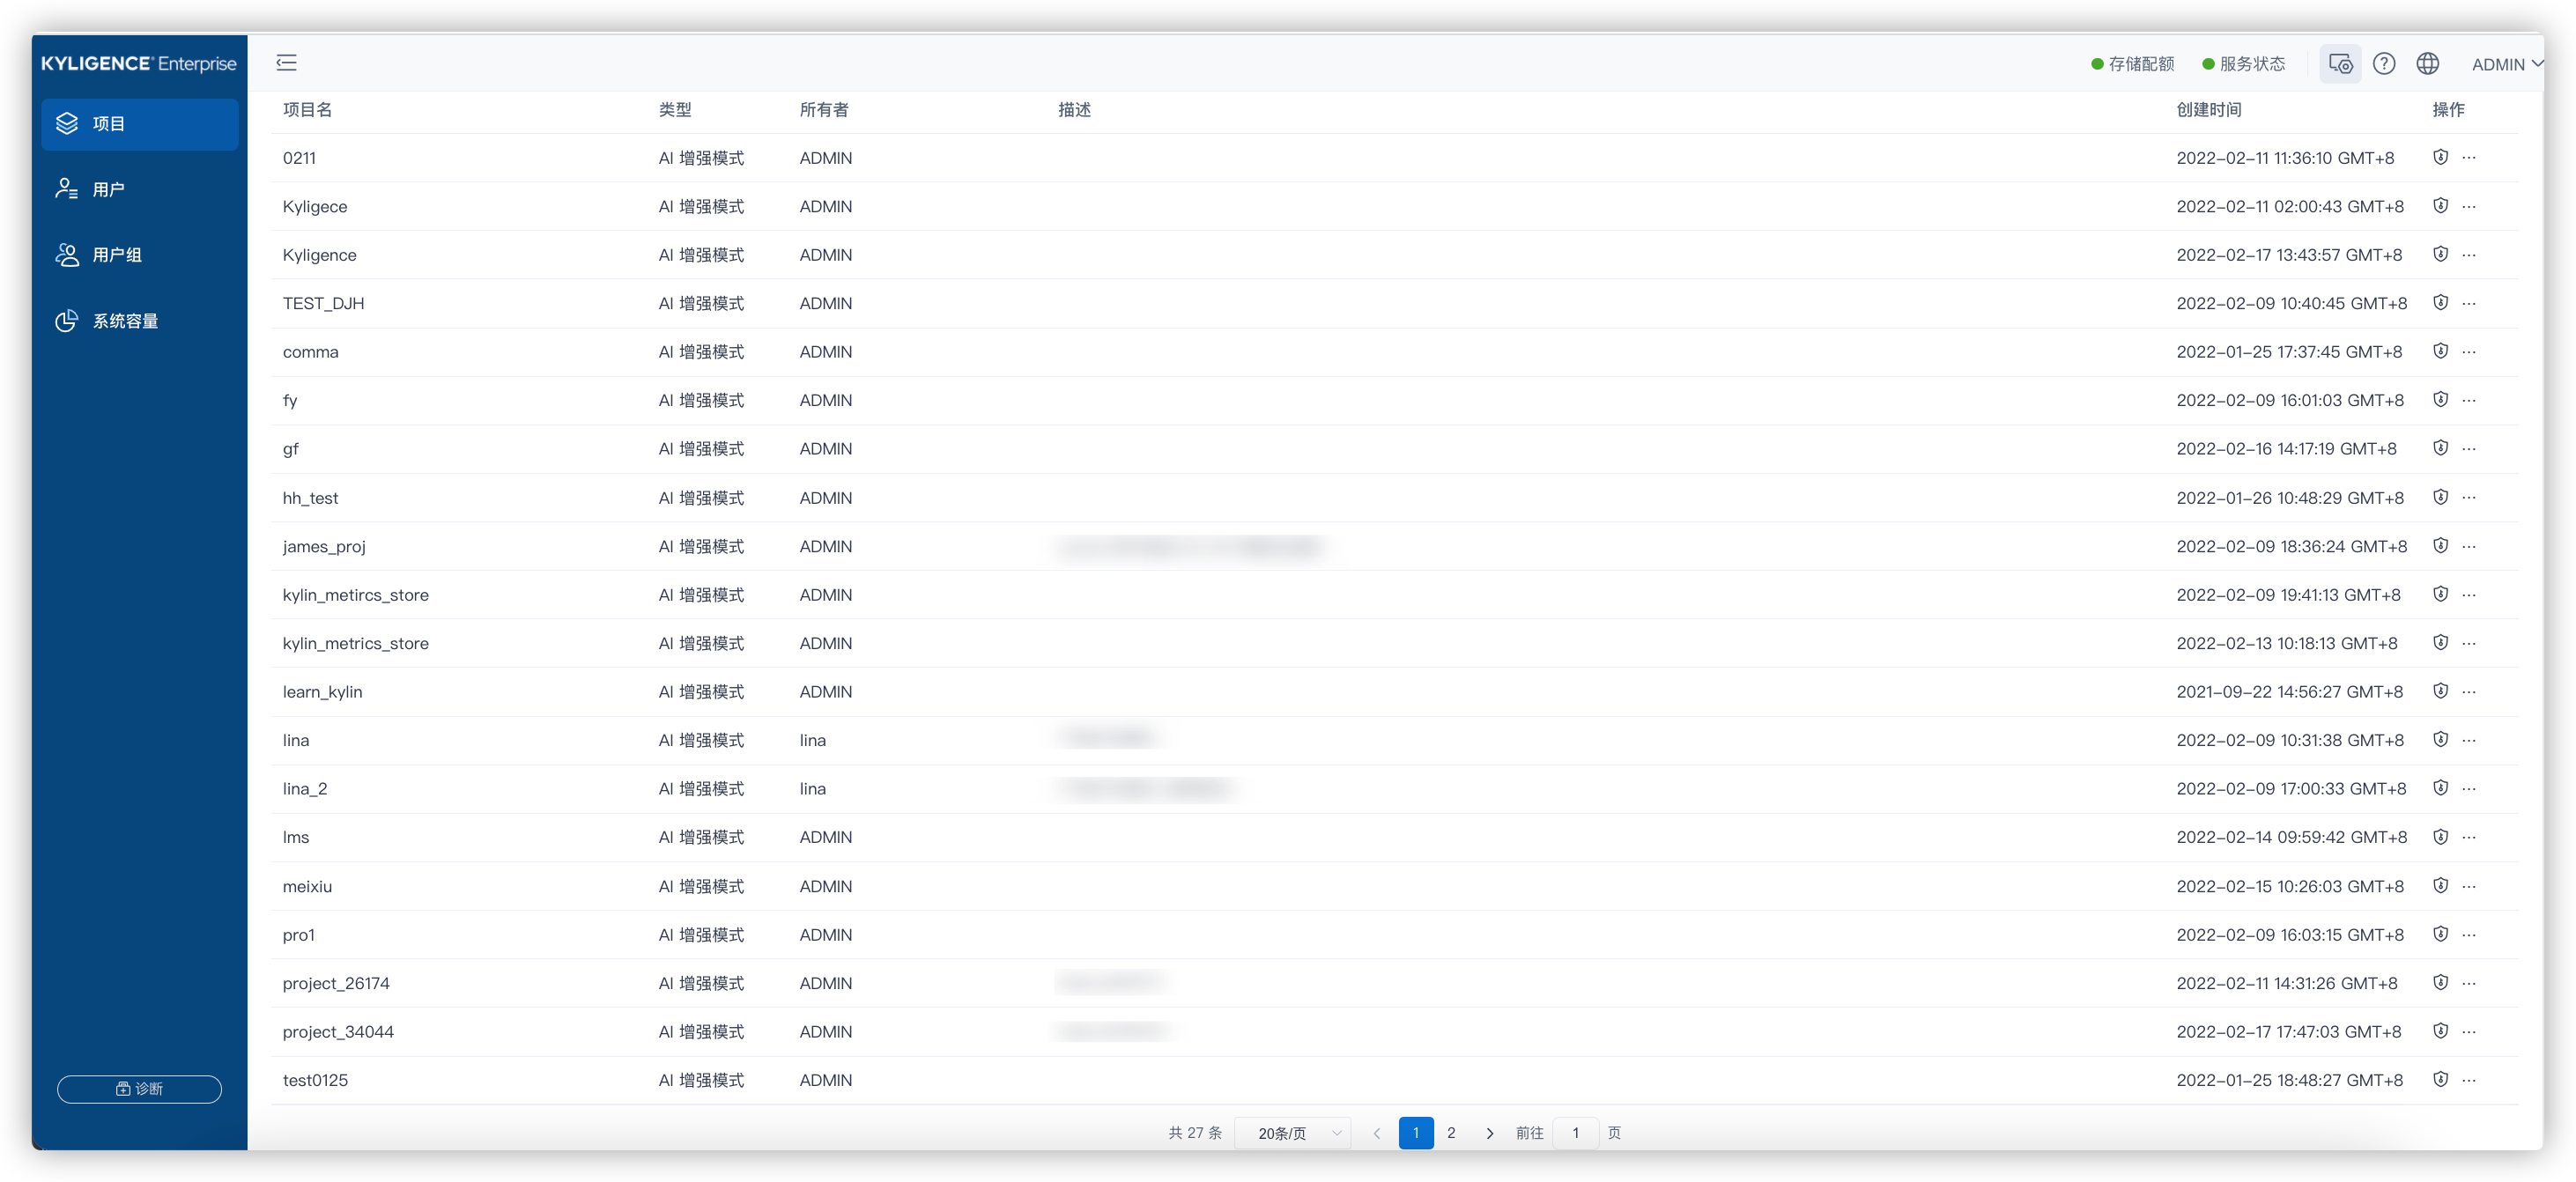 KYLIGENCE Enterprise
存储配额 服务状态 ADMIN
项目
用户
用户组
系统容量
诊断
项目名 类型 所有者 描述 创建时间 操作
0211 AI 增强模式 ADMIN 2022-02-11 11:36:10 GMT+8
Kyligece AI 增强模式 ADMIN 2022-02-11 02:00:43 GMT+8
Kyligence AI 增强模式 ADMIN 2022-02-17 13:43:57 GMT+8
TEST_DJH AI 增强模式 ADMIN 2022-02-09 10:40:45 GMT+8
comma AI 增强模式 ADMIN 2022-01-25 17:37:45 GMT+8
fy AI 增强模式 ADMIN 2022-02-09 16:01:03 GMT+8
gf AI 增强模式 ADMIN 2022-02-16 14:17:19 GMT+8
hh_test AI 增强模式 ADMIN 2022-01-26 10:48:29 GMT+8
james_proj AI 增强模式 ADMIN 2022-02-09 18:36:24 GMT+8
kylin_metircs_store AI 增强模式 ADMIN 2022-02-09 19:41:13 GMT+8
kylin_metrics_store AI 增强模式 ADMIN 2022-02-13 10:18:13 GMT+8
learn_kylin AI 增强模式 ADMIN 2021-09-22 14:56:27 GMT+8
lina AI 增强模式 lina 2022-02-09 10:31:38 GMT+8
lina_2 AI 增强模式 lina 2022-02-09 17:00:33 GMT+8
lms AI 增强模式 ADMIN 2022-02-14 09:59:42 GMT+8
meixiu AI 增强模式 ADMIN 2022-02-15 10:26:03 GMT+8
pro1 AI 增强模式 ADMIN 2022-02-09 16:03:15 GMT+8
project_26174 AI 增强模式 ADMIN 2022-02-11 14:31:26 GMT+8
project_34044 AI 增强模式 ADMIN 2022-02-17 17:47:03 GMT+8
test0125 AI 增强模式 ADMIN 2022-01-25 18:48:27 GMT+8
共 27 条 20条/页 1 2 前往 1 页